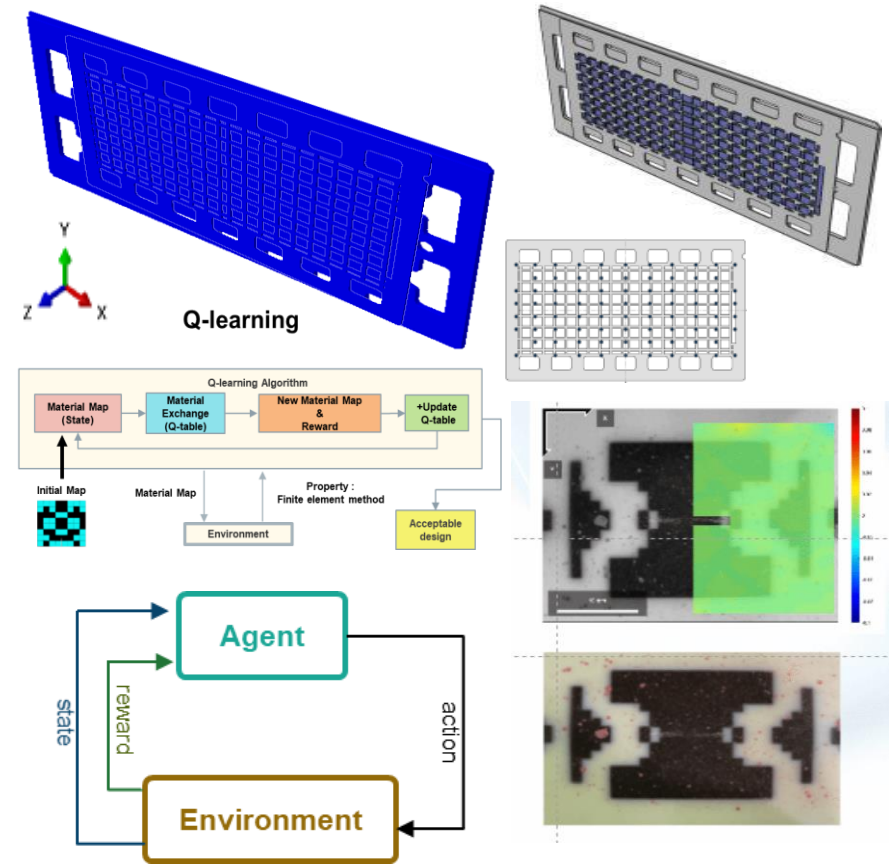 Y
Z
X
Q-learning
Q-learning Algorithm
Material Map
(State)
Material
Exchange
(Q-table)
New Material Map
&
Reward
+Update
Q-table
Initial Map
Material Map
Property :
Finite element method
Environment
Acceptable
design
Agent
state
reward
action
Environment
X